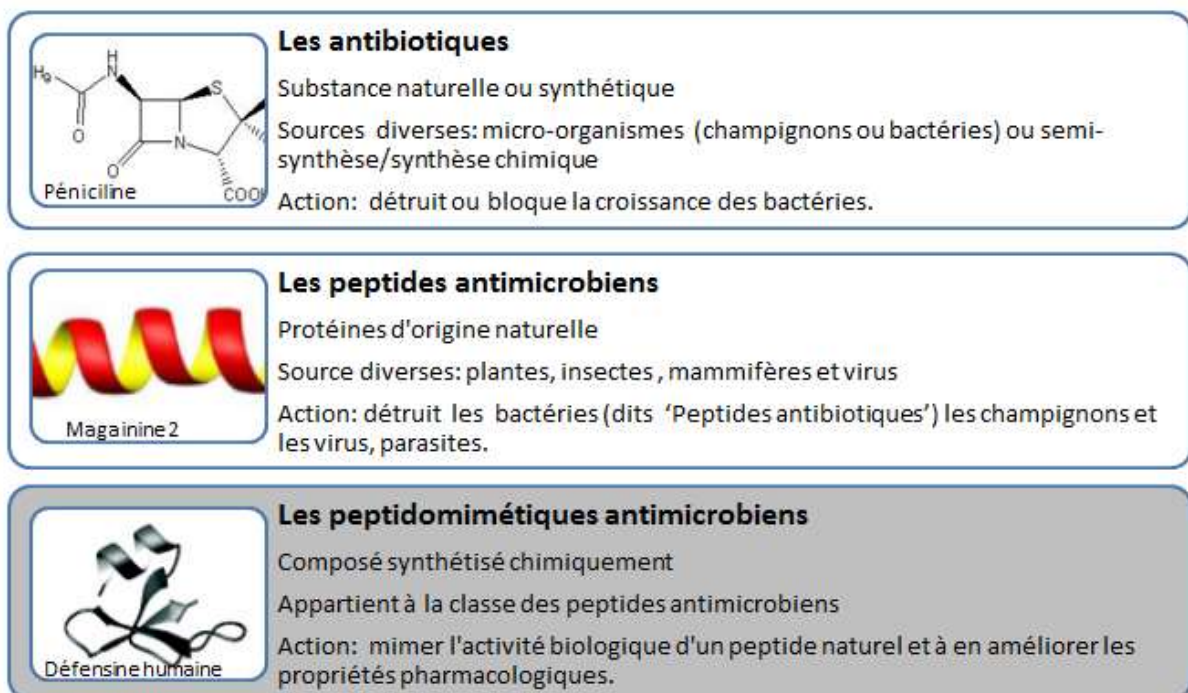 Les antibiotiques
Substance naturelle ou synthétique
Sources diverses: micro-organismes (champignons ou bactéries) ou semi-
synthèse/synthèse chimique
Action: détruit ou bloque la croissance des bactéries.
H
N
S
O
N
O
COO
Péniciline
Les peptides antimicrobiens
Protéines d'origine naturelle
Source diverses: plantes, insectes , mammifères et virus
Action: détruit les bactéries (dits ‘Peptides antibiotiques’) les champignons et
les virus, parasites.
Magainine 2
Les peptidomimétiques antimicrobiens
Composé synthétisé chimiquement
Appartient à la classe des peptides antimicrobiens
Action: mimer l'activité biologique d'un peptide naturel et à en améliorer les
propriétés pharmacologiques.
Défensine humaine